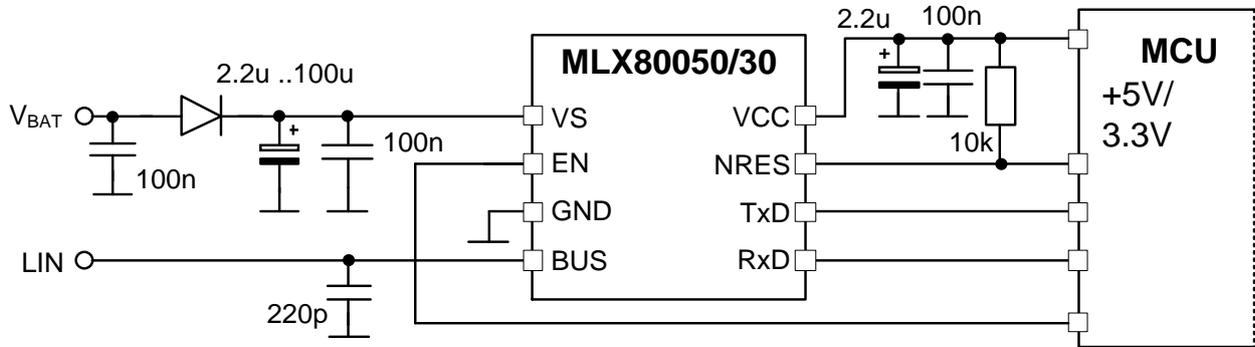 2.2u 100n
MLX80050/30
MCU
+5V/
3.3V
2.2u ..100u
+
+
VBAT
VS
VCC
100n
10k
EN
NRES
100n
GND
TxD
LIN
BUS
RxD
220p